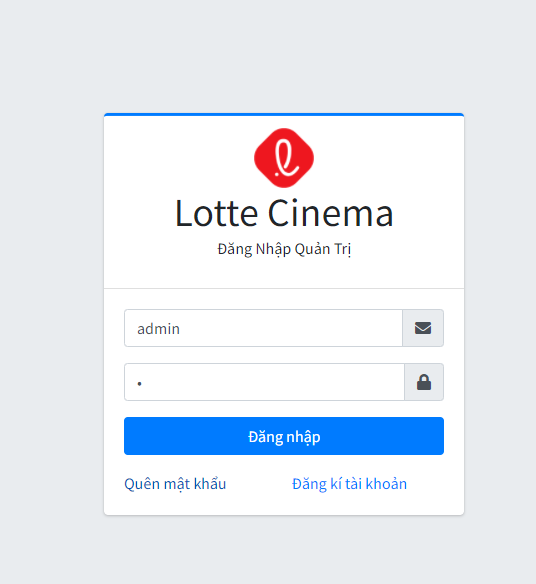 Lotte Cinema
Đăng Nhập Quản Trị
admin
•
Đăng nhập
Quên mật khẩu Đăng kí tài khoản